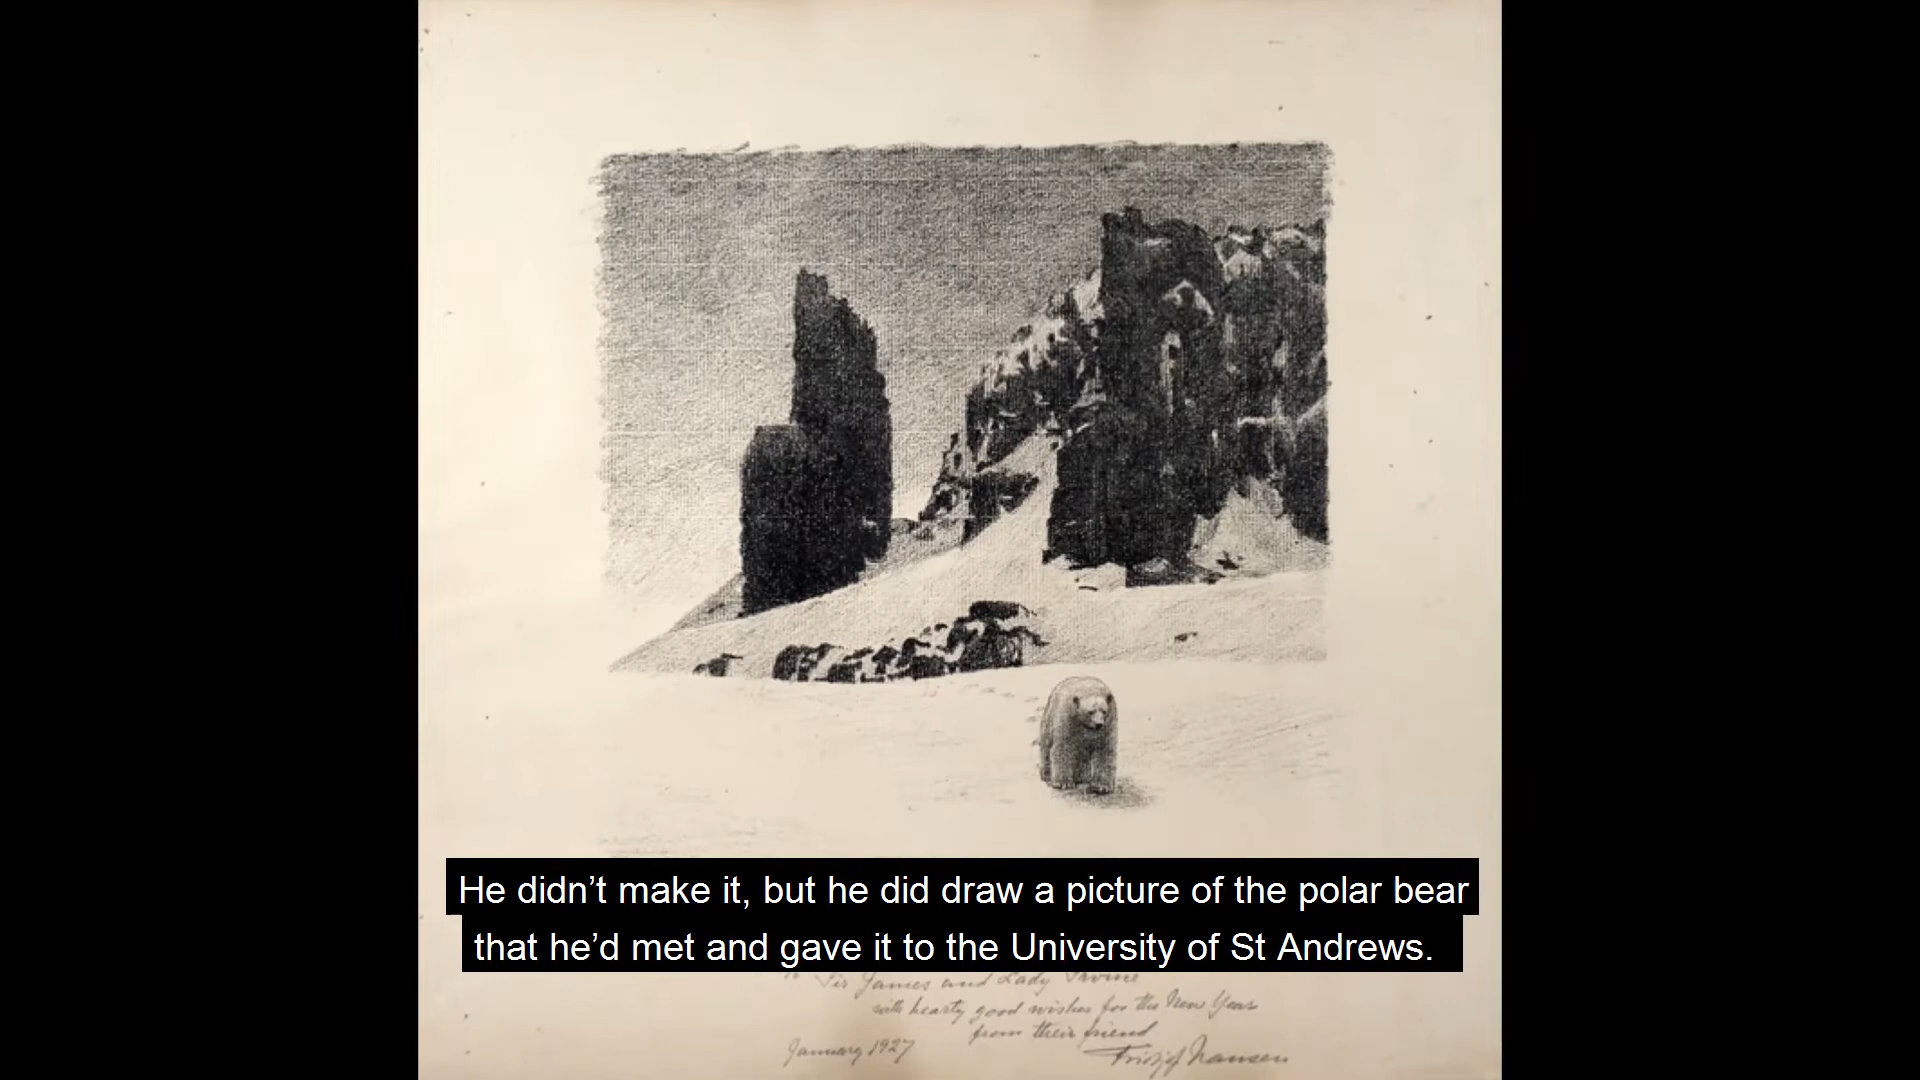 He didn’t make it, but he did draw a picture of the polar bear
that he’d met and gave it to the University of St Andrews.
To Sir James and Lady Irvine
with hearty good wishes for the New Year
from their friend
January 1927
Fridtjof Nansen